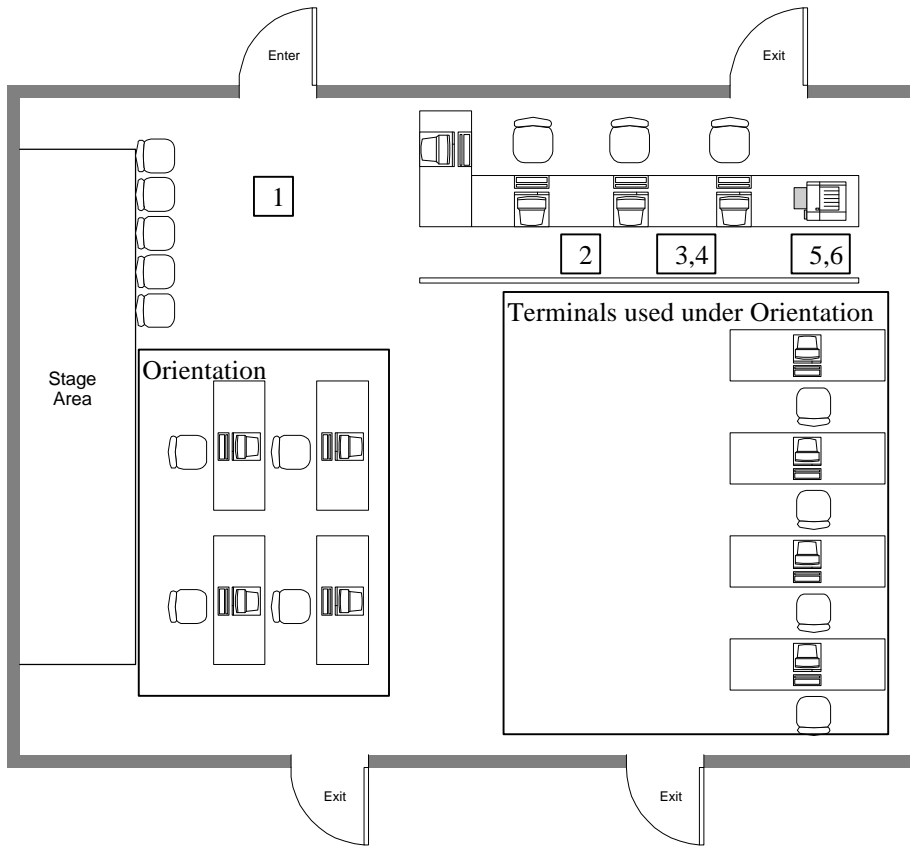 Enter
Exit
1
2
3,4
5,6
Terminals used under Orientation
Orientation
Stage
Area
Exit
Exit